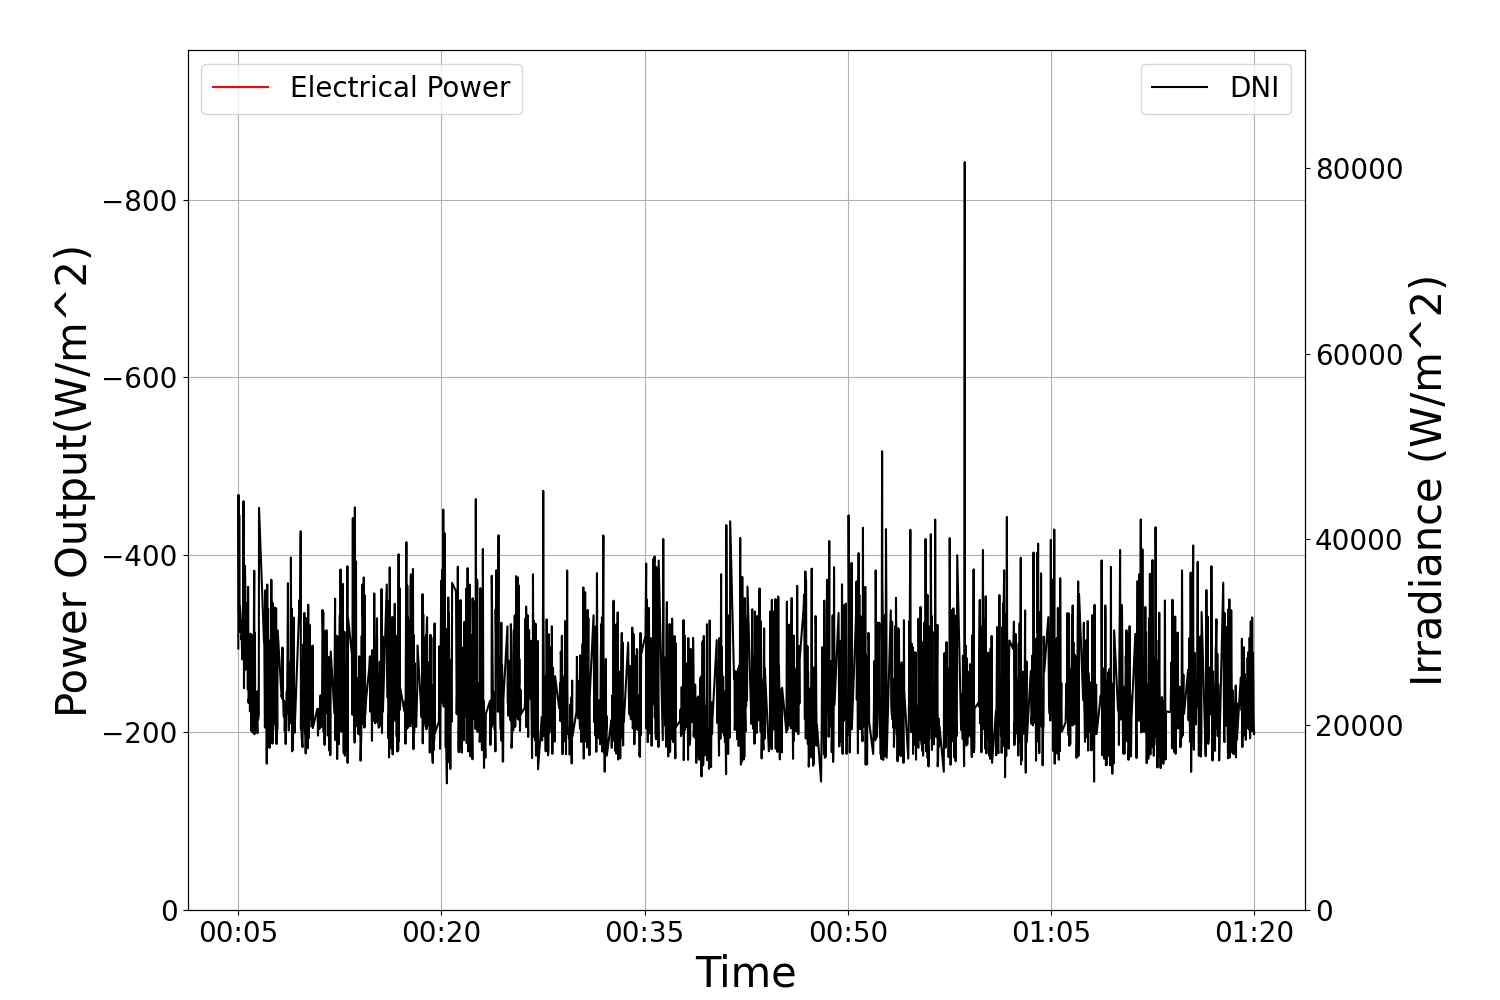 Electrical Power
DNI
Power Output(W/m^2)
−800
−600
−400
−200
0
80000
60000
40000
20000
0
Irradiance (W/m^2)
00:05 00:20 00:35 00:50 01:05 01:20
Time